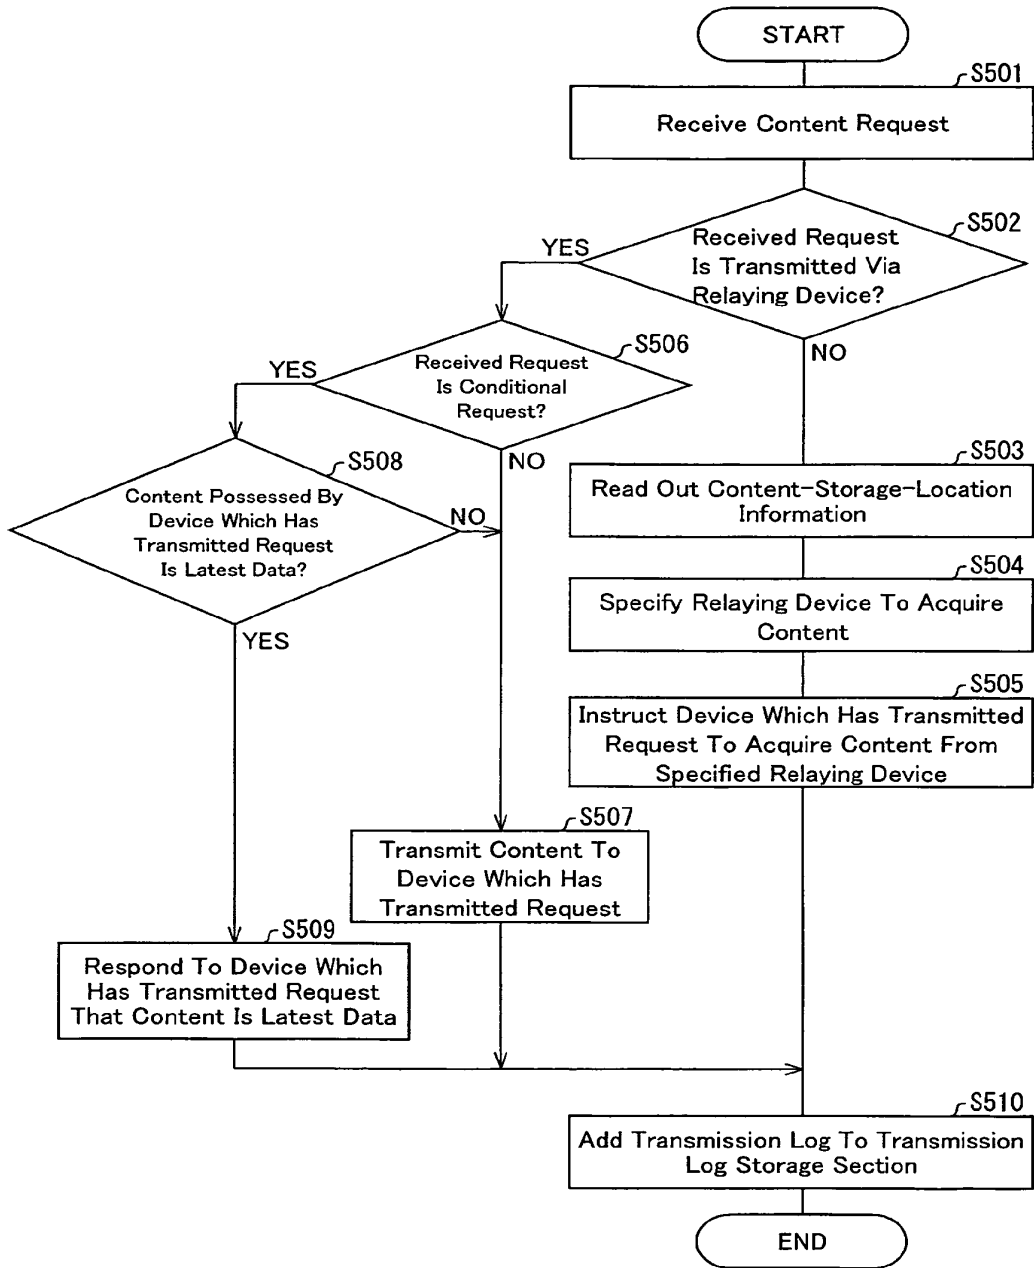 START
S501
Receive Content Request
S502
Received Request
Is Transmitted Via
Relaying Device?
YES
NO
S506
Received Request
Is Conditional
Request?
YES
NO
S508
Content Possessed By
Device Which Has
Transmitted Request
Is Latest Data?
NO
YES
S503
Read Out Content-Storage-Location
Information
S504
Specify Relaying Device To Acquire
Content
S505
Instruct Device Which Has Transmitted
Request To Acquire Content From
Specified Relaying Device
S507
Transmit Content To
Device Which Has
Transmitted Request
S509
Respond To Device Which
Has Transmitted Request
That Content Is Latest Data
S510
Add Transmission Log To Transmission
Log Storage Section
END